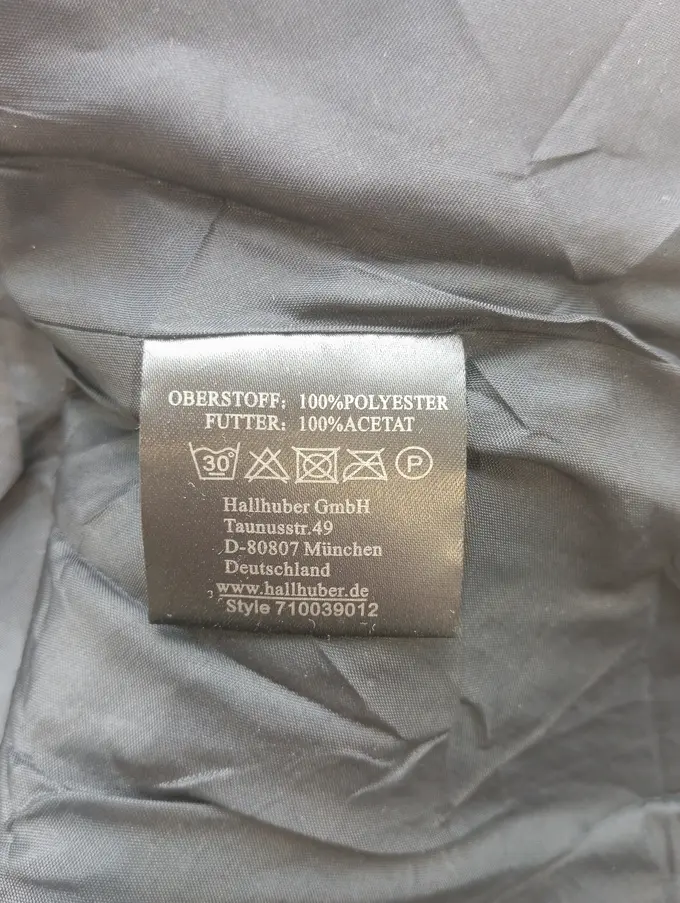 OBERSTOFF: 100%POLYESTER
FUTTER: 100%ACETAT
30° P
Hallhuber GmbH
Taunusstr.49
D-80807 München
Deutschland
www.hallhuber.de
Style 710039012